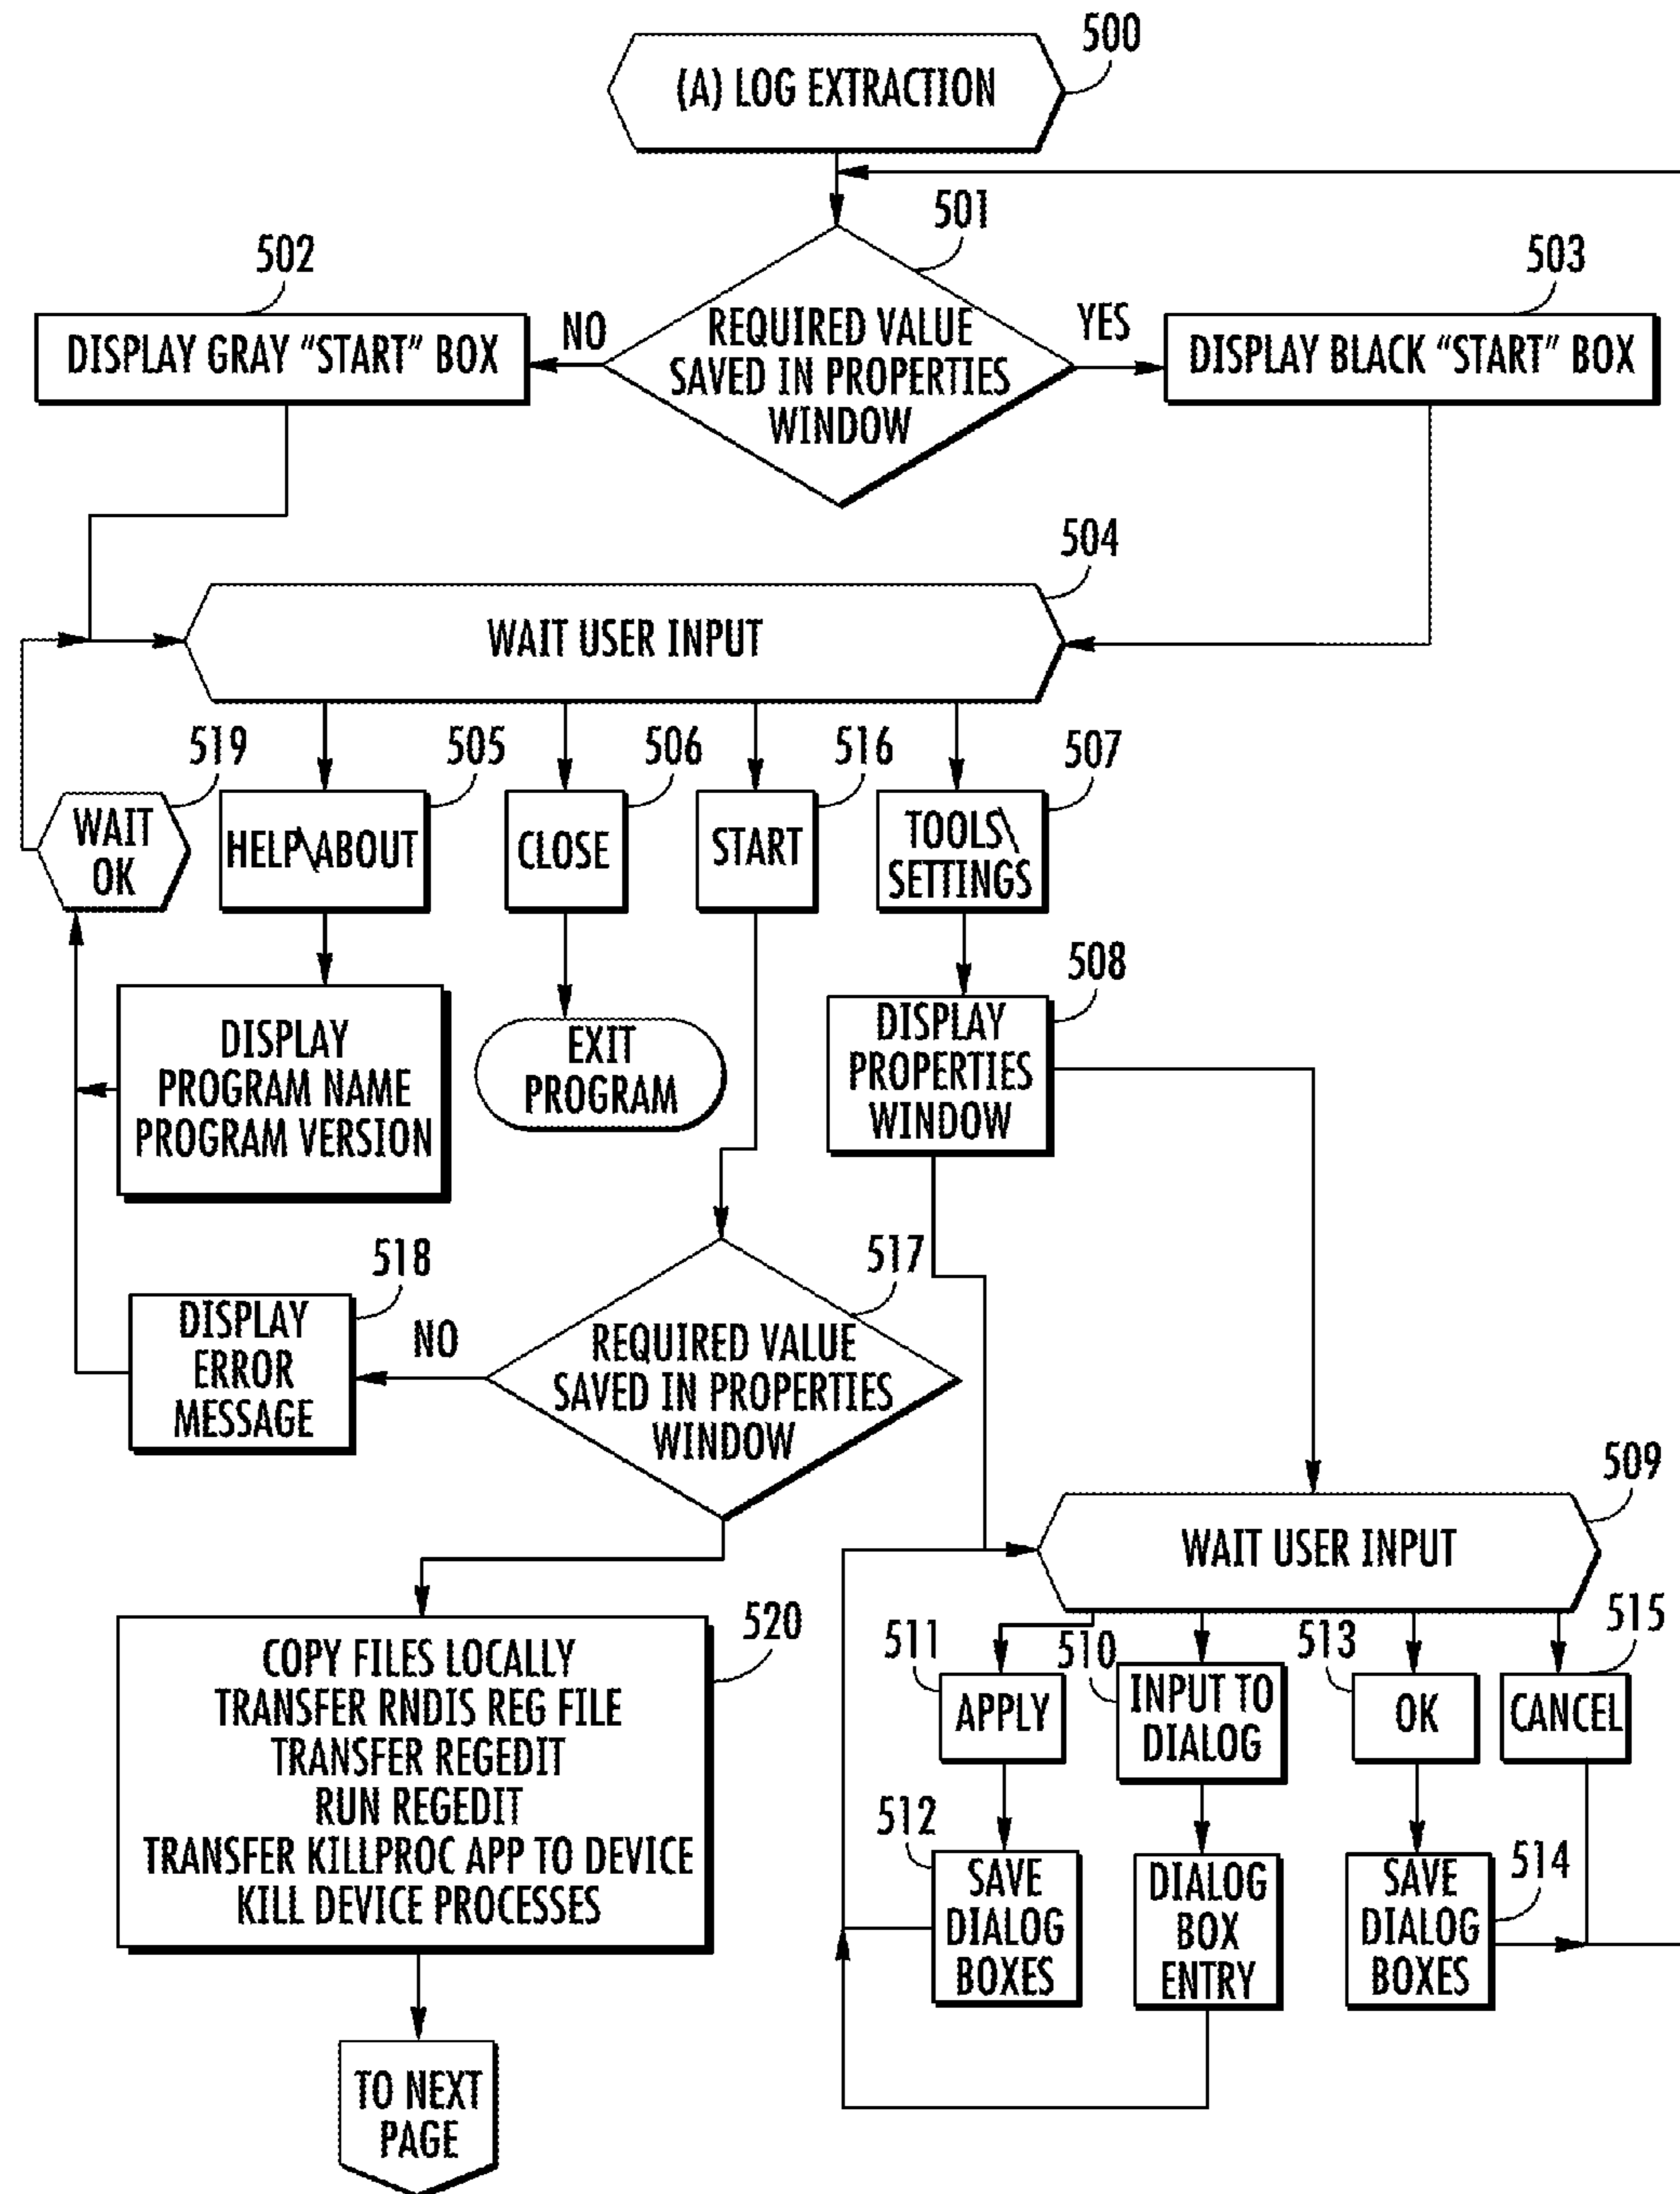 500
(A) LOG EXTRACTION
501
502
503
DISPLAY GRAY "START" BOX
NO
REQUIRED VALUE
SAVED IN PROPERTIES
WINDOW
YES
DISPLAY BLACK "START" BOX
504
WAIT USER INPUT
519
505
506
516
507
WAIT
OK
HELP\ABOUT
CLOSE
START
TOOLS\
SETTINGS
508
DISPLAY
PROGRAM NAME
PROGRAM VERSION
EXIT
PROGRAM
DISPLAY
PROPERTIES
WINDOW
518
517
DISPLAY
ERROR
MESSAGE
NO
REQUIRED VALUE
SAVED IN PROPERTIES
WINDOW
509
WAIT USER INPUT
520
COPY FILES LOCALLY
TRANSFER RNDIS REG FILE
TRANSFER REGEDIT
RUN REGEDIT
TRANSFER KILLPROC APP TO DEVICE
KILL DEVICE PROCESSES
511
510
513
515
APPLY
INPUT TO
DIALOG
OK
CANCEL
512
514
SAVE
DIALOG
BOXES
DIALOG
BOX
ENTRY
SAVE
DIALOG
BOXES
TO NEXT
PAGE